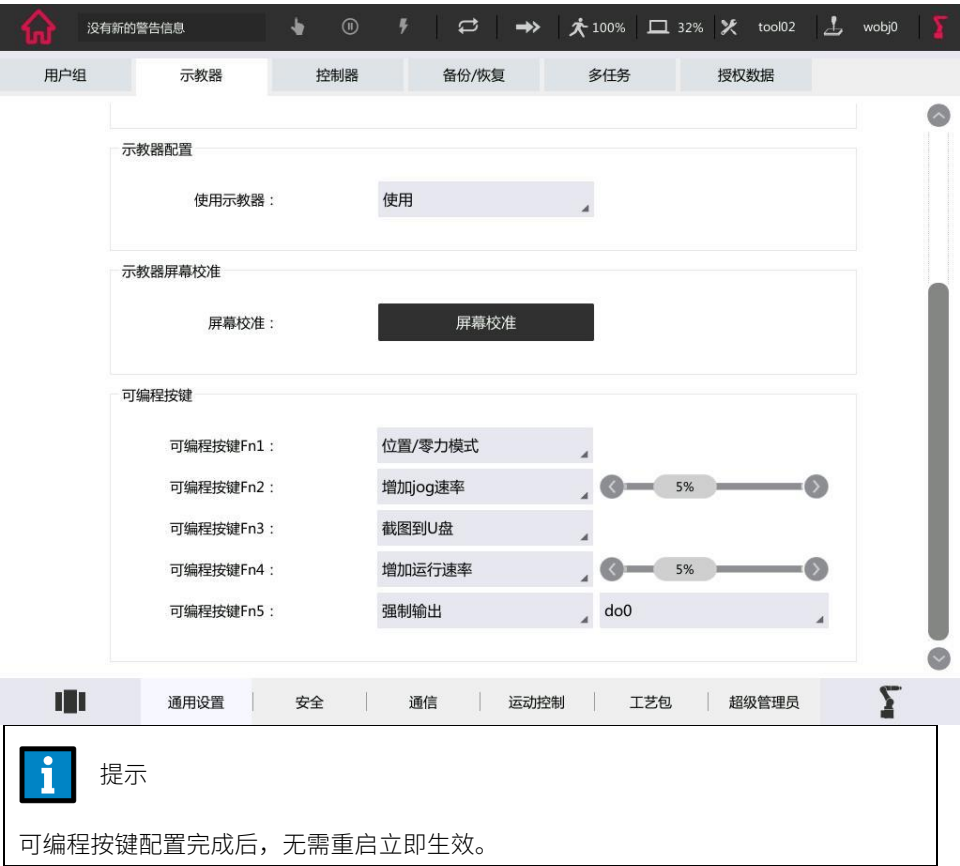 没有新的警告信息 100% 32% tool02 wobj0
用户组 示教器 控制器 备份/恢复 多任务 授权数据
示教器配置
使用示教器： 使用
示教器屏幕校准
屏幕校准： 屏幕校准
可编程按键
可编程按键Fn1： 位置/零力模式
可编程按键Fn2： 增加jog速率 5%
可编程按键Fn3： 截图到U盘
可编程按键Fn4： 增加运行速率 5%
可编程按键Fn5： 强制输出 do0
通用设置 安全 通信 运动控制 工艺包 超级管理员
提示
可编程按键配置完成后，无需重启立即生效。